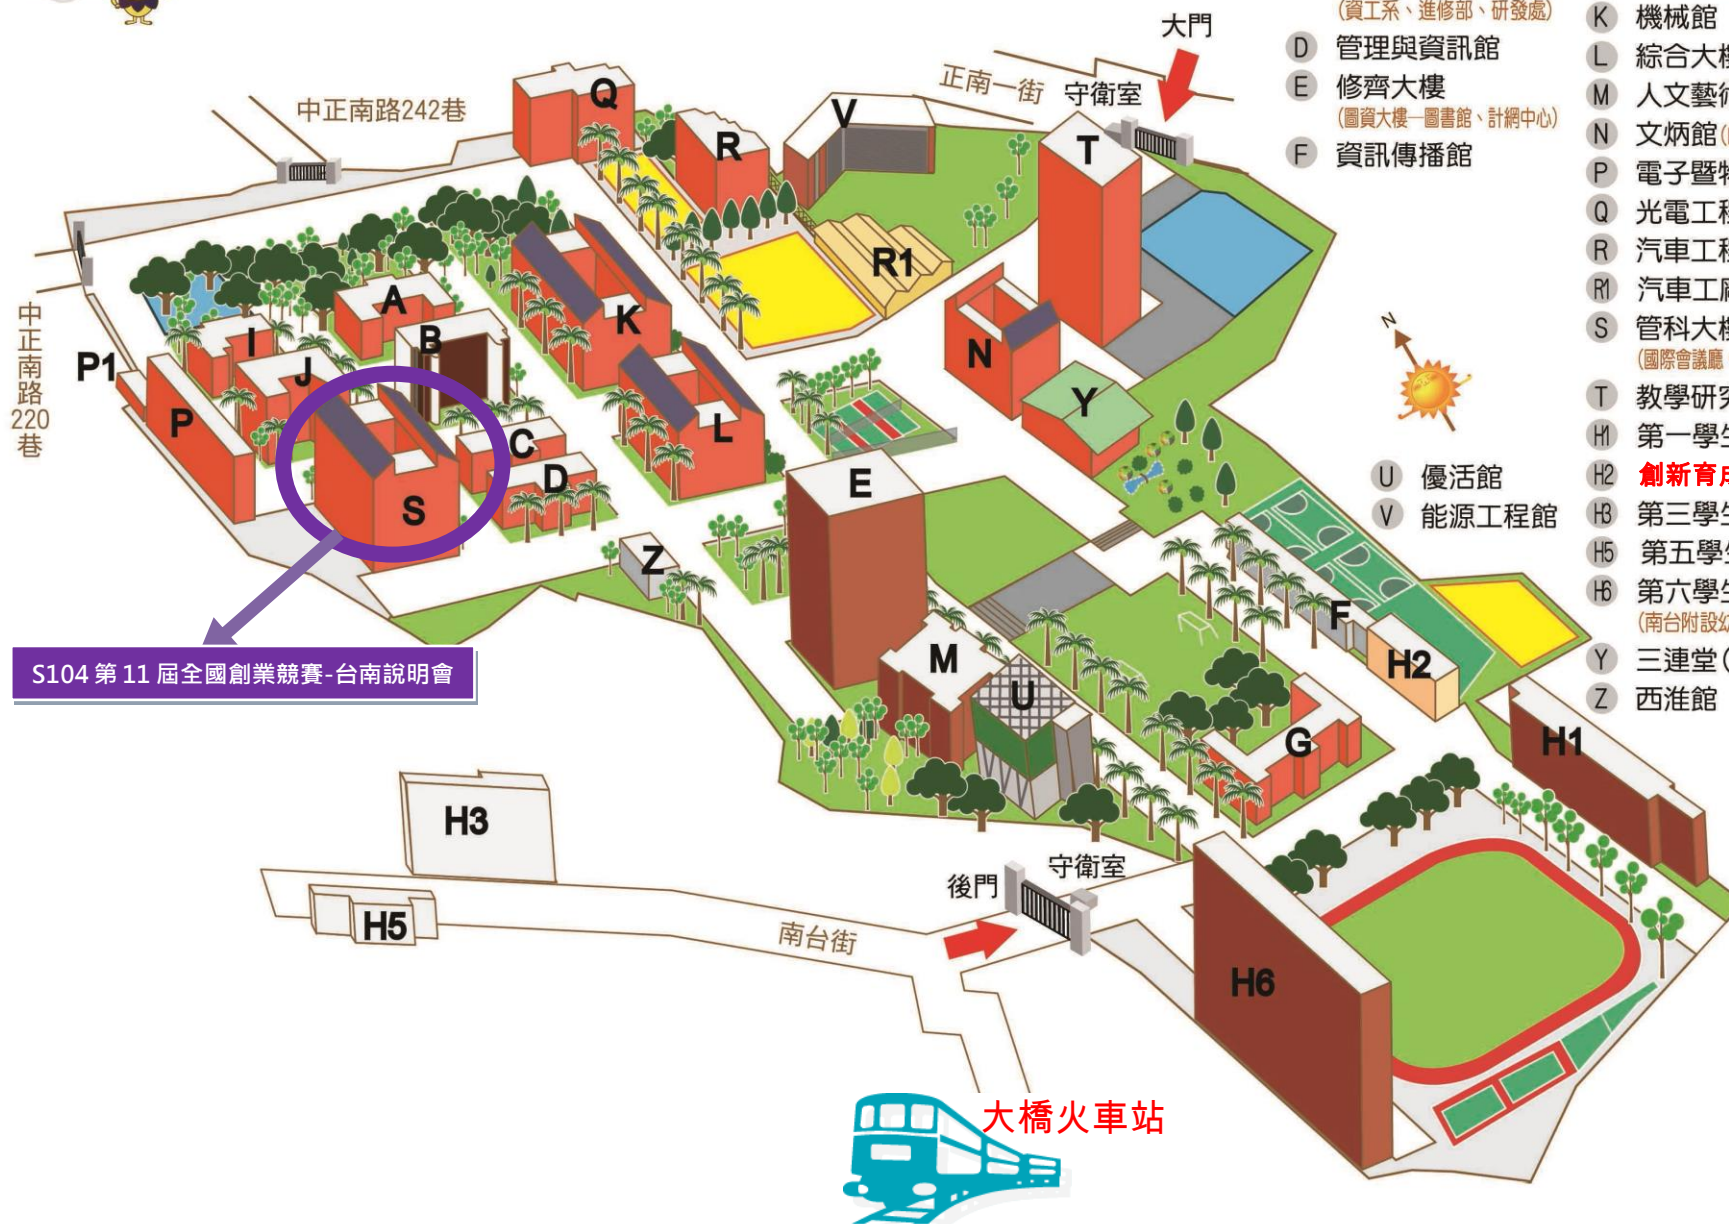 大門
(資工系、進修部、研發處)
D 管理與資訊館
E 修齊大樓
(圖資大樓—圖書館、計網中心)
F 資訊傳播館
K 機械館
L 綜合大
M 人文藝
N 文炳館
P 電子暨
Q 光電工
R 汽車工
R1 汽車工
S 管科大
(國際會議廳
T 教學研
H1 第一學
H2 創新育
H3 第三學
H5 第五學
H6 第六學
(南台附設
Y 三連堂(
Z 西淮館
U 優活館
V 能源工程館
中正南路242巷
正南一街
守衛室
中正南路220巷
N
Q
R
V
T
R1
A
B
K
I
J
P1
P
N
Y
L
C
D
S
E
Z
F
M
U
H2
G
H1
S104 第 11 屆全國創業競賽-台南說明會
H3
H5
後門
守衛室
南台街
H6
大橋火車站